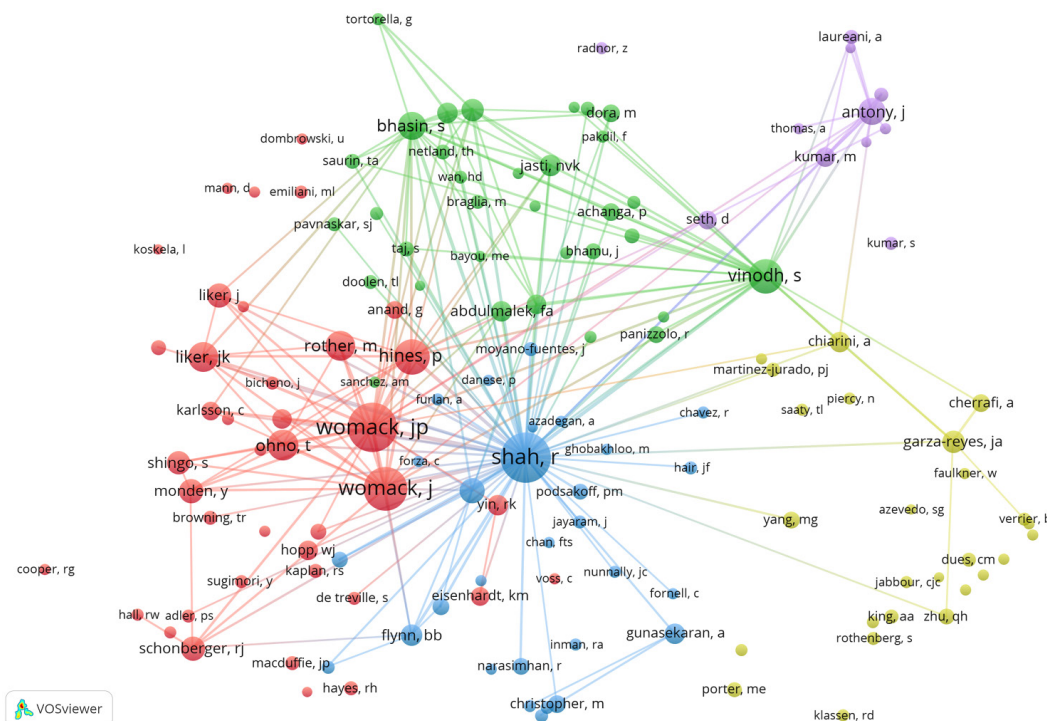 tortorella, g
laureani, a
radnor, z
antony, j
dora, m
bhasin, s
thomas, a
dombrowski, u
pakdil, f
netland, th
kumar, m
saurin, ta
jasti, nvk
wan, hd
mann, d
emiliani, ml
braglia, m
achanga, p
seth, d
pavnaskar, sj
kumar, s
koskela, l
taj, s
bayou, me
bhamu, j
vinodh, s
doolen, tl
liker, j
anand, g
abdulmalek, fa
panizzolo, r
chiarini, a
rother, m
hines, p
moyano-fuentes, j
liker, jk
martinez-jurado, pj
bicheno, j
sanchez, am
danese, p
furlan, a
piercy, n
cherrafi, a
karlsson, c
chavez, r
saaty, tl
azadegan, a
womack, jp
ohno, t
ghobakhloo, m
garza-reyes, ja
shah, r
shingo, s
forza, c
hair, jf
faulkner, w
womack, j
monden, y
podsakoff, pm
yin, rk
azevedo, sg
browning, tr
jayaram, j
yang, mg
verrier, b
chan, fts
hopp, wj
dues, cm
cooper, rg
kaplan, rs
sugimori, y
voss, c
nunnally, jc
jabbour, cjc
de treville, s
eisenhardt, km
fornell, c
hall, rw
adler, ps
king, aa
zhu, qh
flynn, bb
gunasekaran, a
rothenberg, s
schonberger, rj
inman, ra
macduffie, jp
narasimhan, r
hayes, rh
porter, me
christopher, m
klassen, rd
VOSviewer